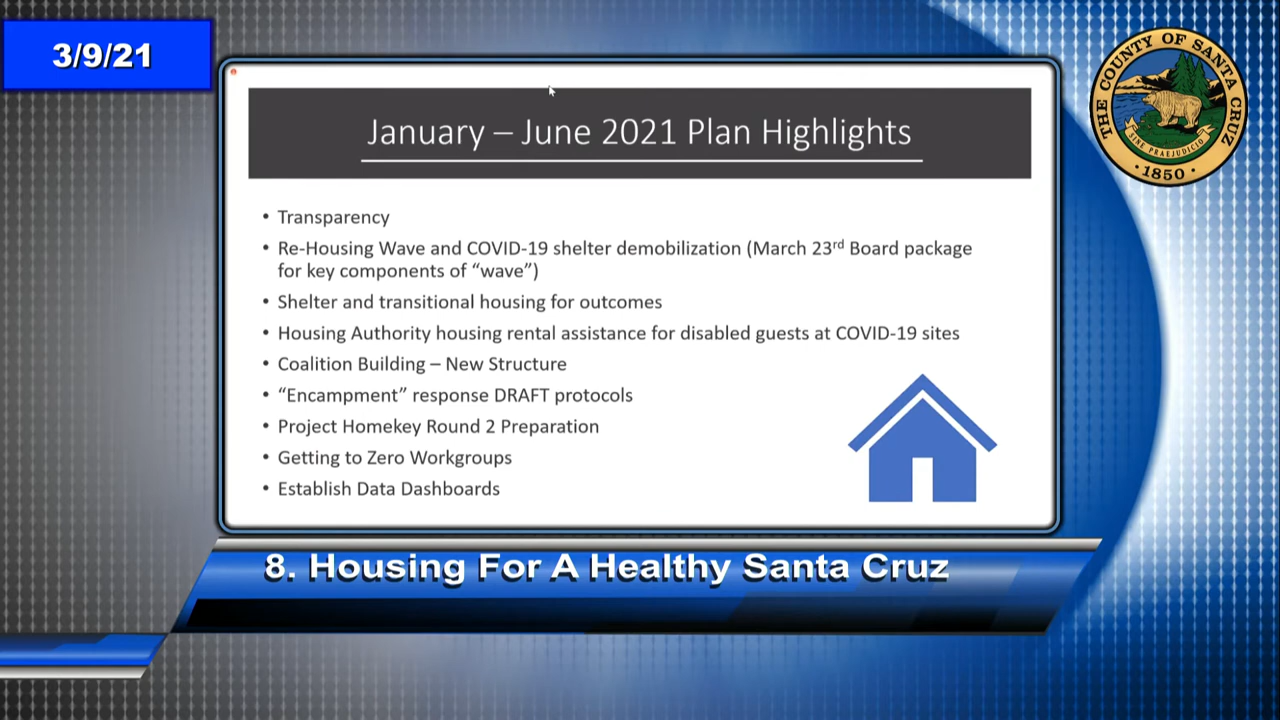 3/9/21
THE COUNTY OF SANTA CRUZ
SINE PRAEJUDICIO
• 1850 •
January – June 2021 Plan Highlights
• Transparency
• Re-Housing Wave and COVID-19 shelter demobilization (March 23rd Board package
for key components of “wave”)
• Shelter and transitional housing for outcomes
• Housing Authority housing rental assistance for disabled guests at COVID-19 sites
• Coalition Building – New Structure
• “Encampment” response DRAFT protocols
• Project Homekey Round 2 Preparation
• Getting to Zero Workgroups
• Establish Data Dashboards
8. Housing For A Healthy Santa Cruz